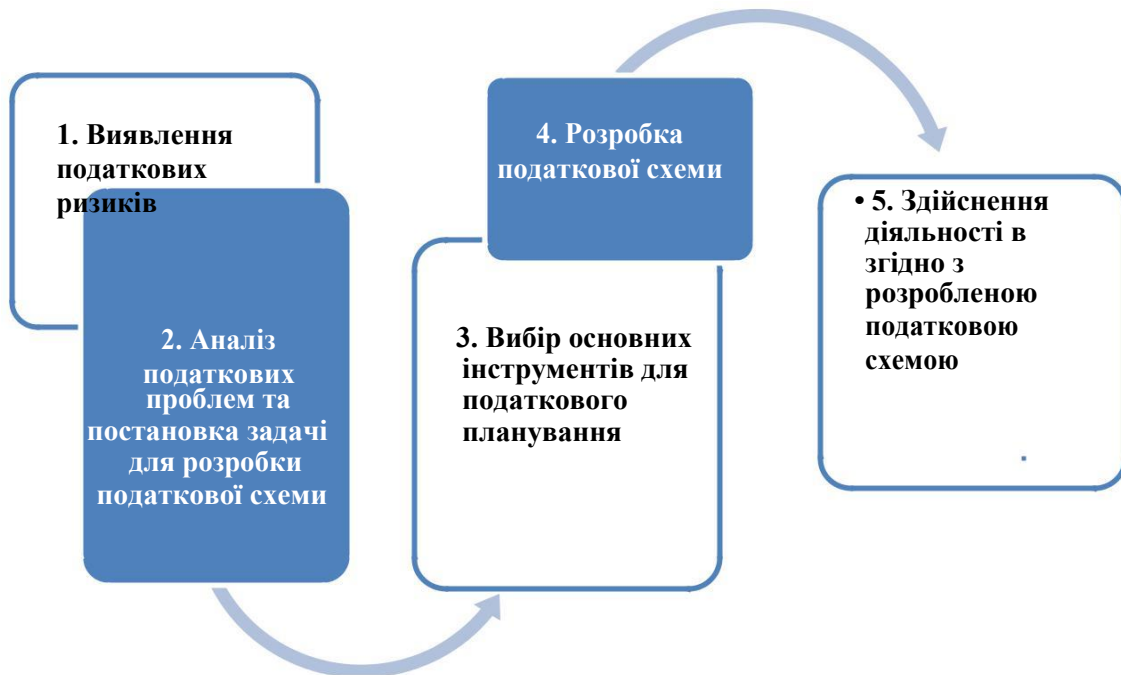 1. Виявлення
податкових
ризиків
2. Аналіз
податкових
проблем та
постановка задачі
для розробки
податкової схеми
3. Вибір основних
інструментів для
податкового
планування
4. Розробка
податкової схеми
• 5. Здійснення
діяльності в
згідно з
розробленою
податковою
схемою